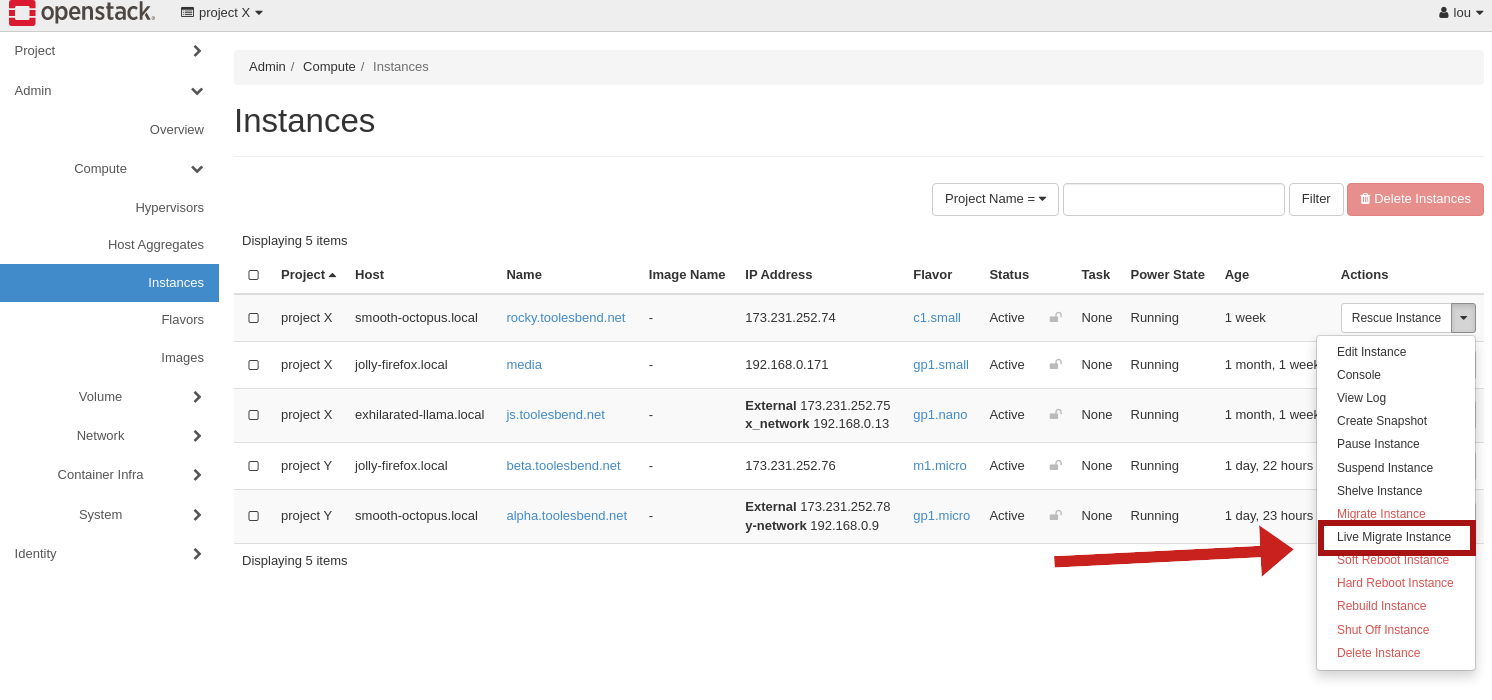 openstack. project X lou
Project
Admin
Overview
Compute
Hypervisors
Host Aggregates
Instances
Flavors
Images
Volume
Network
Container Infra
System
Identity
Admin / Compute / Instances
Instances
Project Name = Filter Delete Instances
Displaying 5 items
Project Host Name Image Name IP Address Flavor Status Task Power State Age Actions
project X smooth-octopus.local rocky.toolesbend.net - 173.231.252.74 c1.small Active None Running 1 week Rescue Instance
project X jolly-firefox.local media - 192.168.0.171 gp1.small Active None Running 1 month, 1 week
project X exhilarated-llama.local js.toolesbend.net - External 173.231.252.75 gp1.nano Active None Running 1 month, 1 week
x_network 192.168.0.13
project Y jolly-firefox.local beta.toolesbend.net - 173.231.252.76 m1.micro Active None Running 1 day, 22 hours
project Y smooth-octopus.local alpha.toolesbend.net - External 173.231.252.78 gp1.micro Active None Running 1 day, 23 hours
y-network 192.168.0.9
Displaying 5 items
Edit Instance
Console
View Log
Create Snapshot
Pause Instance
Suspend Instance
Shelve Instance
Migrate Instance
Live Migrate Instance
Soft Reboot Instance
Hard Reboot Instance
Rebuild Instance
Shut Off Instance
Delete Instance